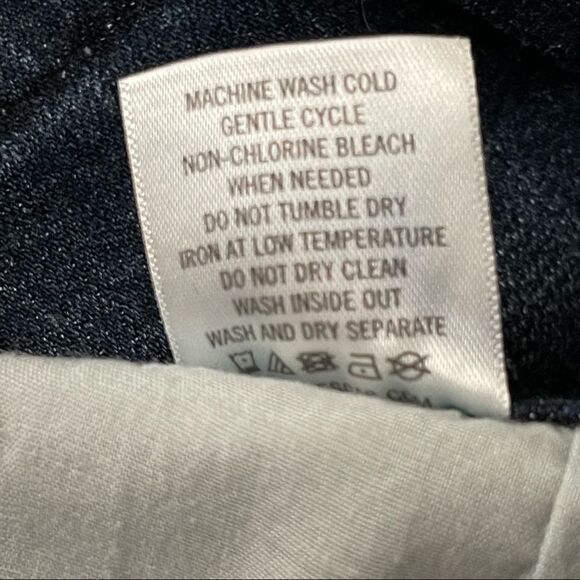 MACHINE WASH COLD
GENTLE CYCLE
NON-CHLORINE BLEACH
WHEN NEEDED
DO NOT TUMBLE DRY
IRON AT LOW TEMPERATURE
DO NOT DRY CLEAN
WASH INSIDE OUT
WASH AND DRY SEPARATE